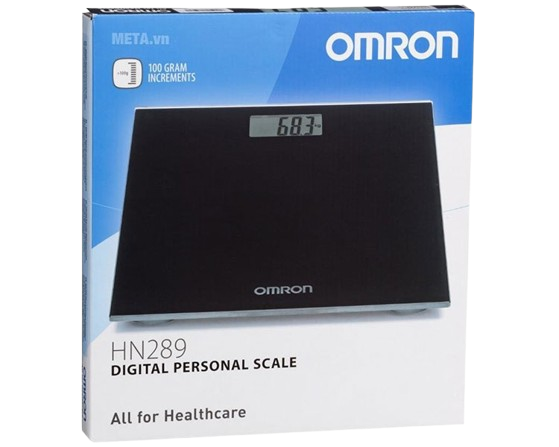 META.vn
OMRON
100 GRAM
INCREMENTS
68.3
OMRON
HN289
DIGITAL PERSONAL SCALE
All for Healthcare